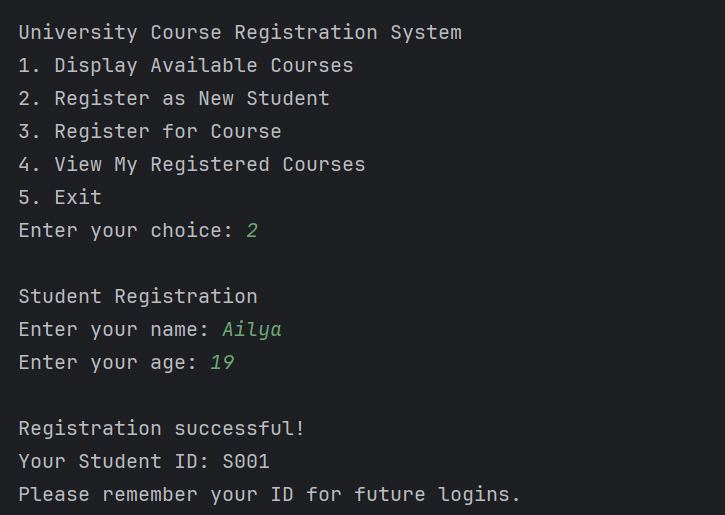 University Course Registration System
1. Display Available Courses
2. Register as New Student
3. Register for Course
4. View My Registered Courses
5. Exit
Enter your choice: 2
Student Registration
Enter your name: Ailya
Enter your age: 19
Registration successful!
Your Student ID: S001
Please remember your ID for future logins.